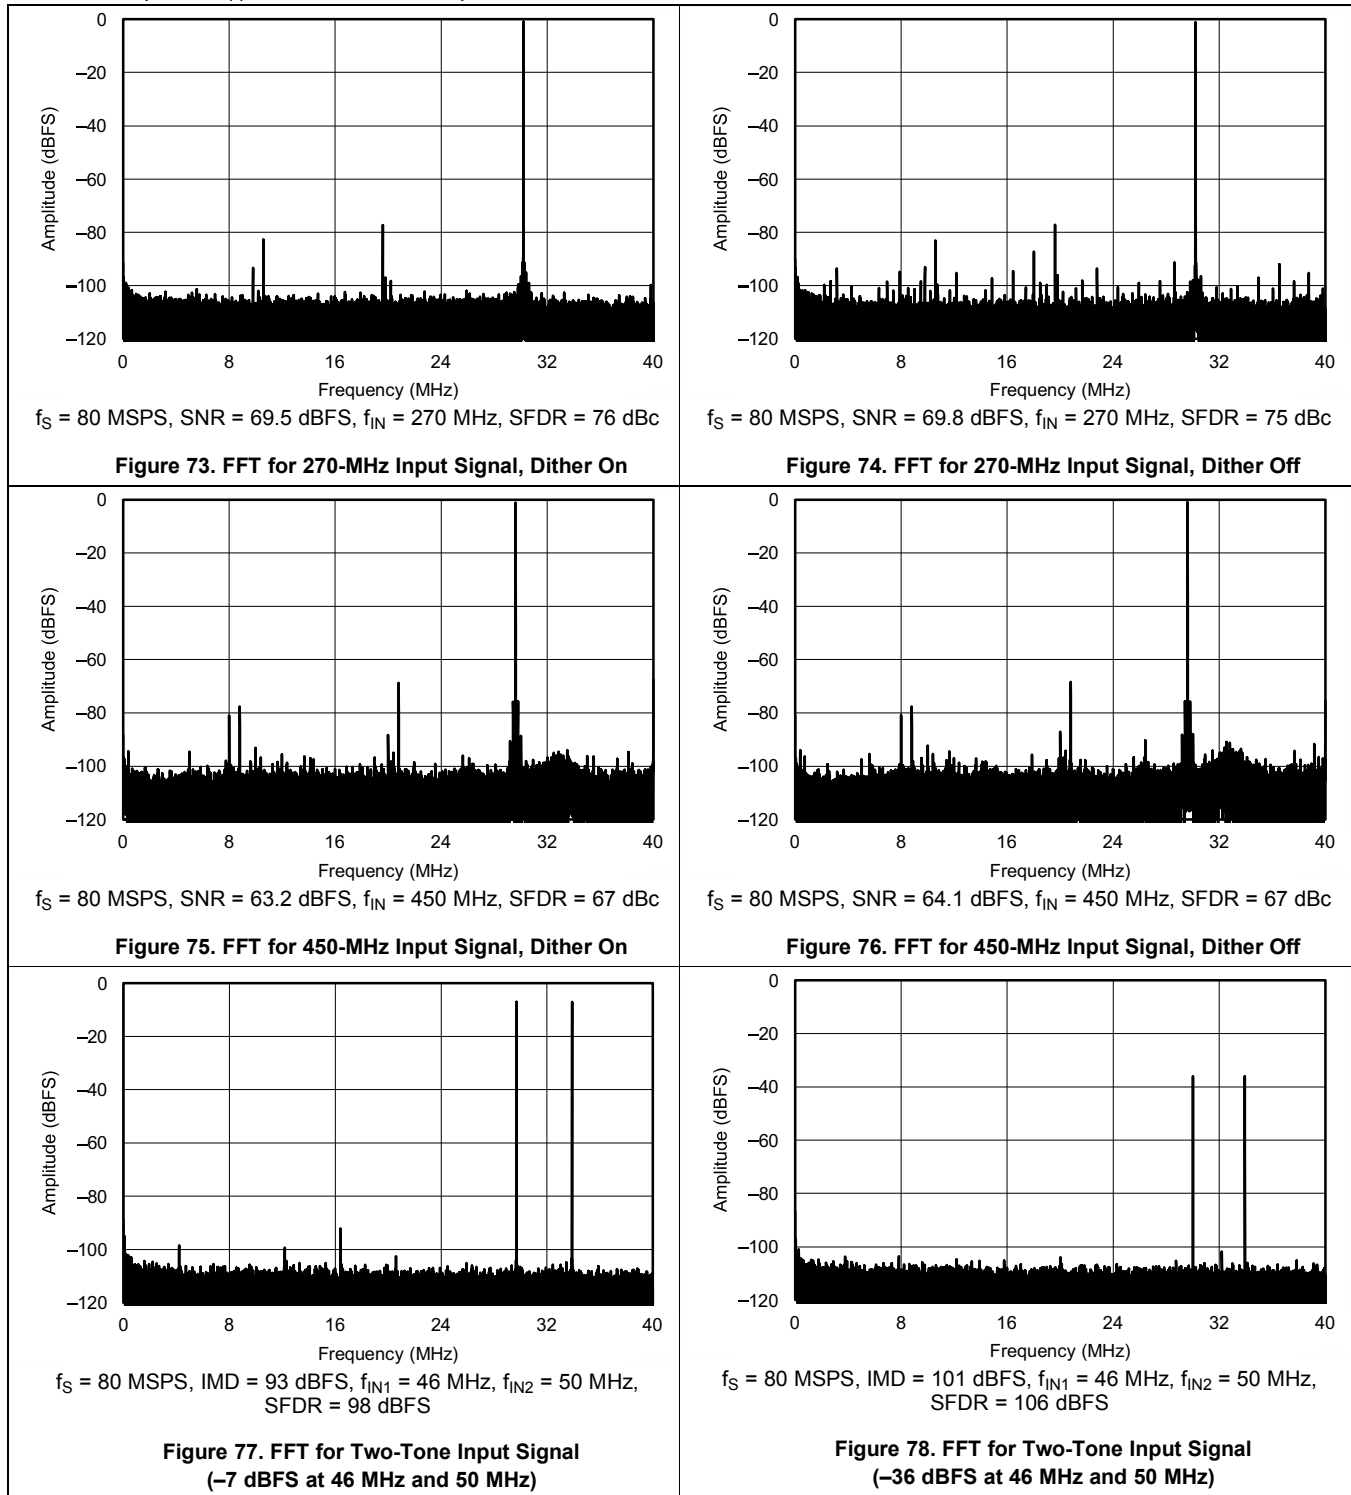 0
–20
–40
–60
–80
–100
–120
Amplitude (dBFS)
0 8 16 24 32 40
Frequency (MHz)
fS = 80 MSPS, SNR = 69.5 dBFS, fIN = 270 MHz, SFDR = 76 dBc
Figure 73. FFT for 270-MHz Input Signal, Dither On
0
–20
–40
–60
–80
–100
–120
Amplitude (dBFS)
0 8 16 24 32 40
Frequency (MHz)
fS = 80 MSPS, SNR = 69.8 dBFS, fIN = 270 MHz, SFDR = 75 dBc
Figure 74. FFT for 270-MHz Input Signal, Dither Off
0
–20
–40
–60
–80
–100
–120
Amplitude (dBFS)
0 8 16 24 32 40
Frequency (MHz)
fS = 80 MSPS, SNR = 63.2 dBFS, fIN = 450 MHz, SFDR = 67 dBc
Figure 75. FFT for 450-MHz Input Signal, Dither On
0
–20
–40
–60
–80
–100
–120
Amplitude (dBFS)
0 8 16 24 32 40
Frequency (MHz)
fS = 80 MSPS, SNR = 64.1 dBFS, fIN = 450 MHz, SFDR = 67 dBc
Figure 76. FFT for 450-MHz Input Signal, Dither Off
0
–20
–40
–60
–80
–100
–120
Amplitude (dBFS)
0 8 16 24 32 40
Frequency (MHz)
fS = 80 MSPS, IMD = 93 dBFS, fIN1 = 46 MHz, fIN2 = 50 MHz,
SFDR = 98 dBFS
Figure 77. FFT for Two-Tone Input Signal
(–7 dBFS at 46 MHz and 50 MHz)
0
–20
–40
–60
–80
–100
–120
Amplitude (dBFS)
0 8 16 24 32 40
Frequency (MHz)
fS = 80 MSPS, IMD = 101 dBFS, fIN1 = 46 MHz, fIN2 = 50 MHz,
SFDR = 106 dBFS
Figure 78. FFT for Two-Tone Input Signal
(–36 dBFS at 46 MHz and 50 MHz)